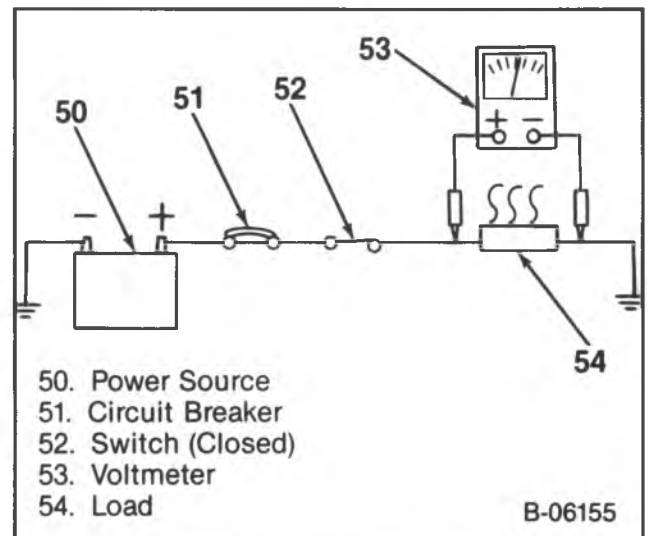 53
51
52
50
- +
+ -
54
50. Power Source
51. Circuit Breaker
52. Switch (Closed)
53. Voltmeter
54. Load
B-06155